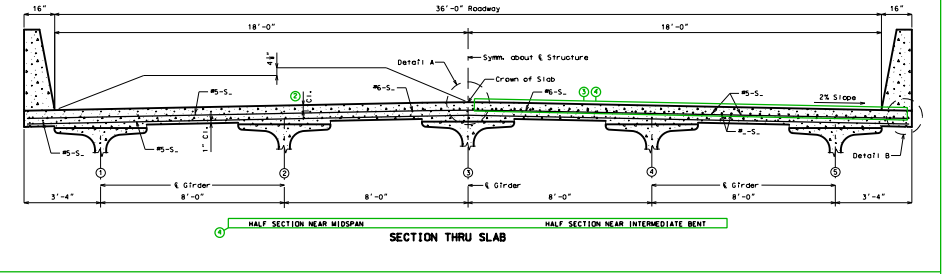 16" 36'-0" Roadway 16"
18'-0" 18'-0"
Symm. about ℄ Structure
Detail A
Crown of Slab
#5-S_ 2 Cl. #6-S_ #6-S_ 3 4 #5-S_ 2% Slope
1" Cl.
#5-S_ #5-S_ #_-S_ Detail B
1 2 3 4 5
℄ Girder ℄ Girder
3'-4" 8'-0" 8'-0" 8'-0" 8'-0" 3'-4"
4 HALF SECTION NEAR MIDSPAN HALF SECTION NEAR INTERMEDIATE BENT
SECTION THRU SLAB